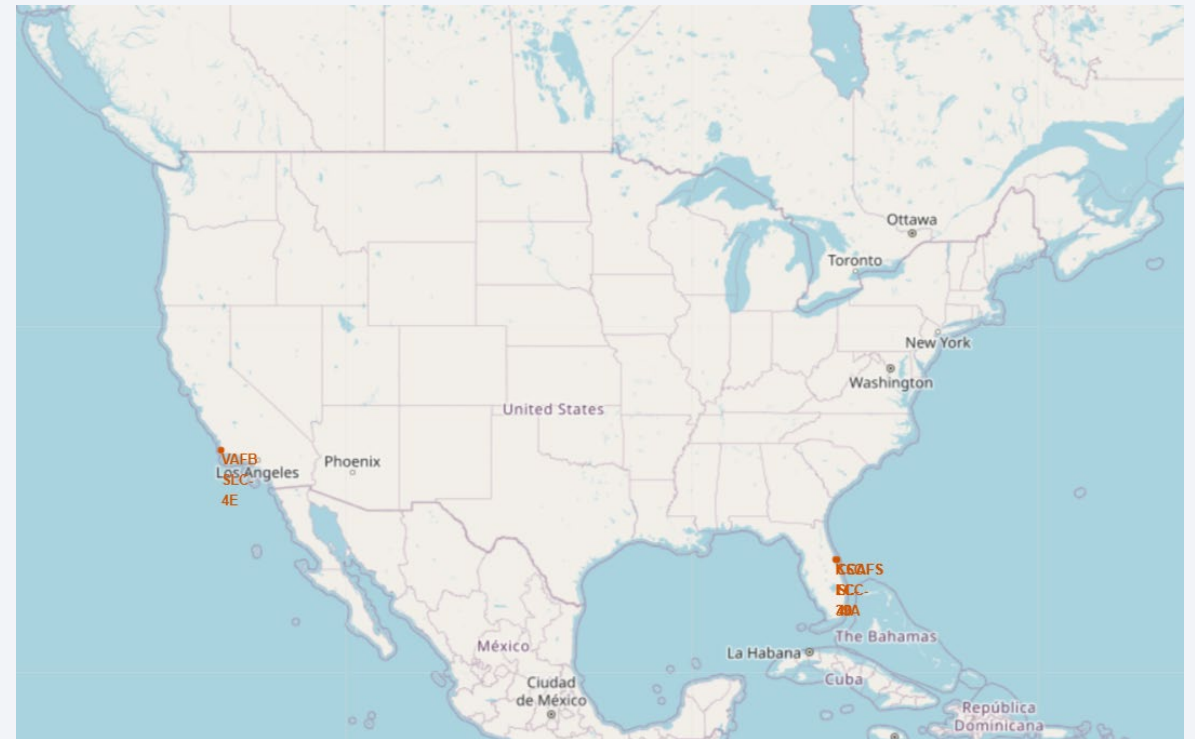 Ottawa
Toronto
New York
Washington
United States
VAFB
Los Angeles
SLC-
4E
Phoenix
The Bahamas
La Habana
México
Cuba
Ciudad
de México
República
Dominicana